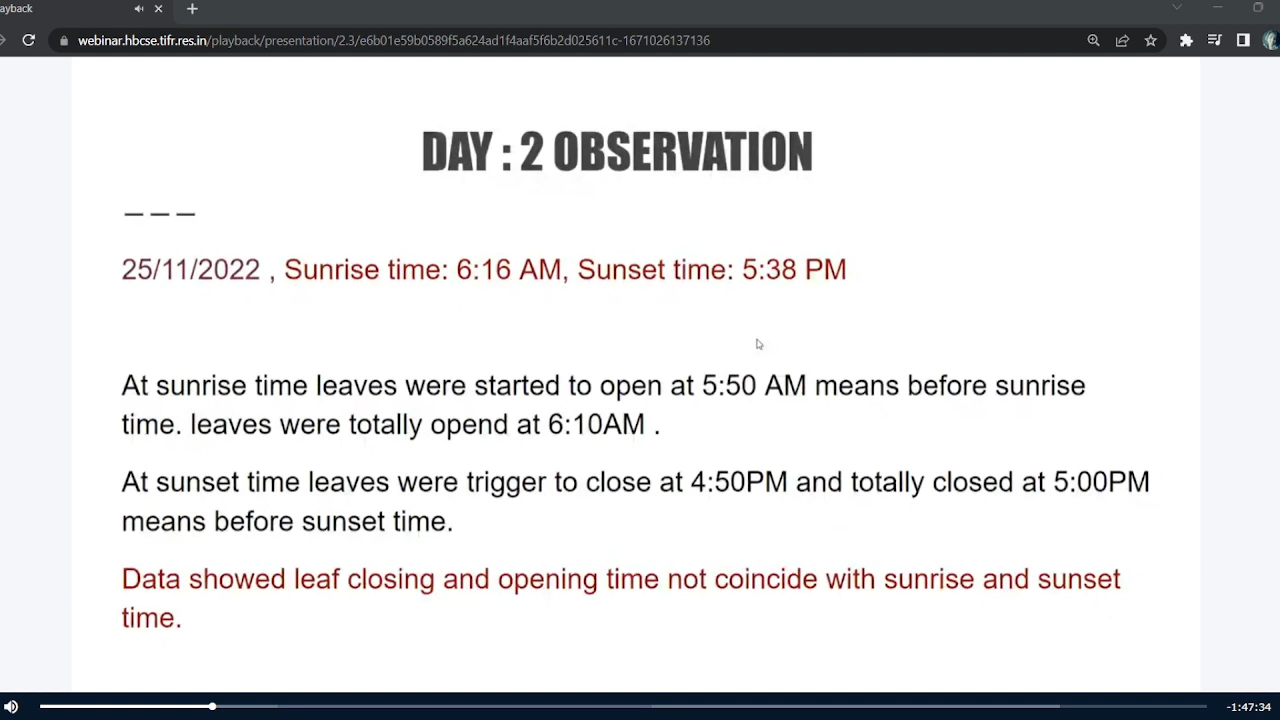 ayback
webinar.hbcse.tifr.res.in/playback/presentation/2.3/e6b01e59b0589f5a624ad1f4aaf5f6b2d025611c-1671026137136
DAY : 2 OBSERVATION
25/11/2022 , Sunrise time: 6:16 AM, Sunset time: 5:38 PM
At sunrise time leaves were started to open at 5:50 AM means before sunrise
time. leaves were totally opend at 6:10AM .
At sunset time leaves were trigger to close at 4:50PM and totally closed at 5:00PM
means before sunset time.
Data showed leaf closing and opening time not coincide with sunrise and sunset
time.
-1:47:34